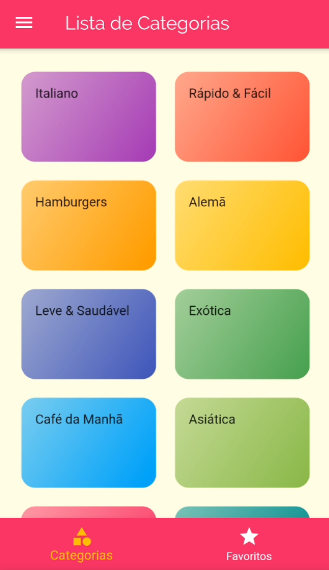 Lista de Categorias
Italiano
Rápido & Fácil
Hamburgers
Alemã
Leve & Saudável
Exótica
Café da Manhã
Asiática
Categorias
Favoritos